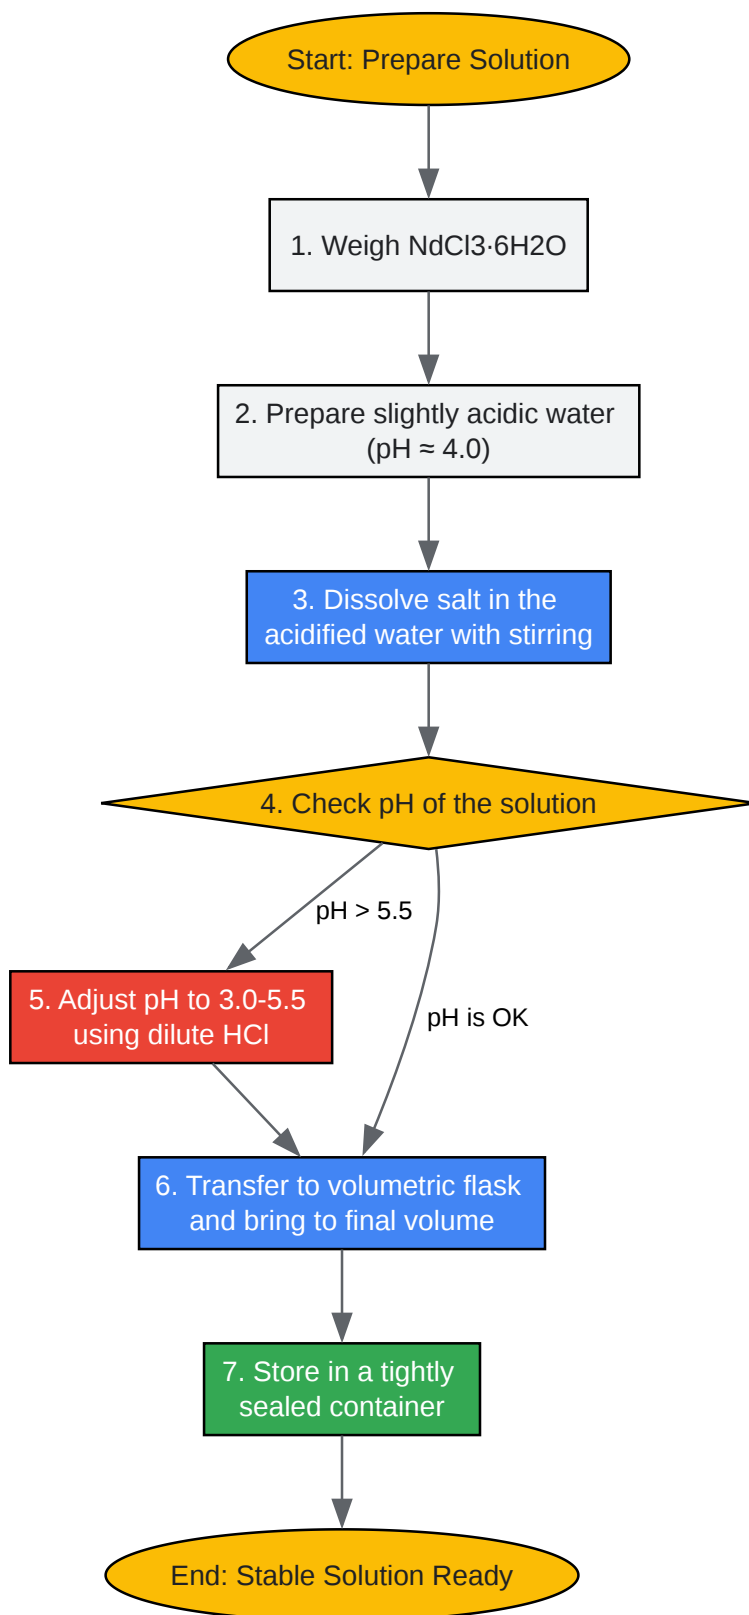 Start: Prepare Solution
1. Weigh NdCl3·6H2O
2. Prepare slightly acidic water
(pH ≈ 4.0)
3. Dissolve salt in the
acidified water with stirring
4. Check pH of the solution
pH > 5.5
5. Adjust pH to 3.0-5.5
using dilute HCl
pH is OK
6. Transfer to volumetric flask
and bring to final volume
7. Store in a tightly
sealed container
End: Stable Solution Ready